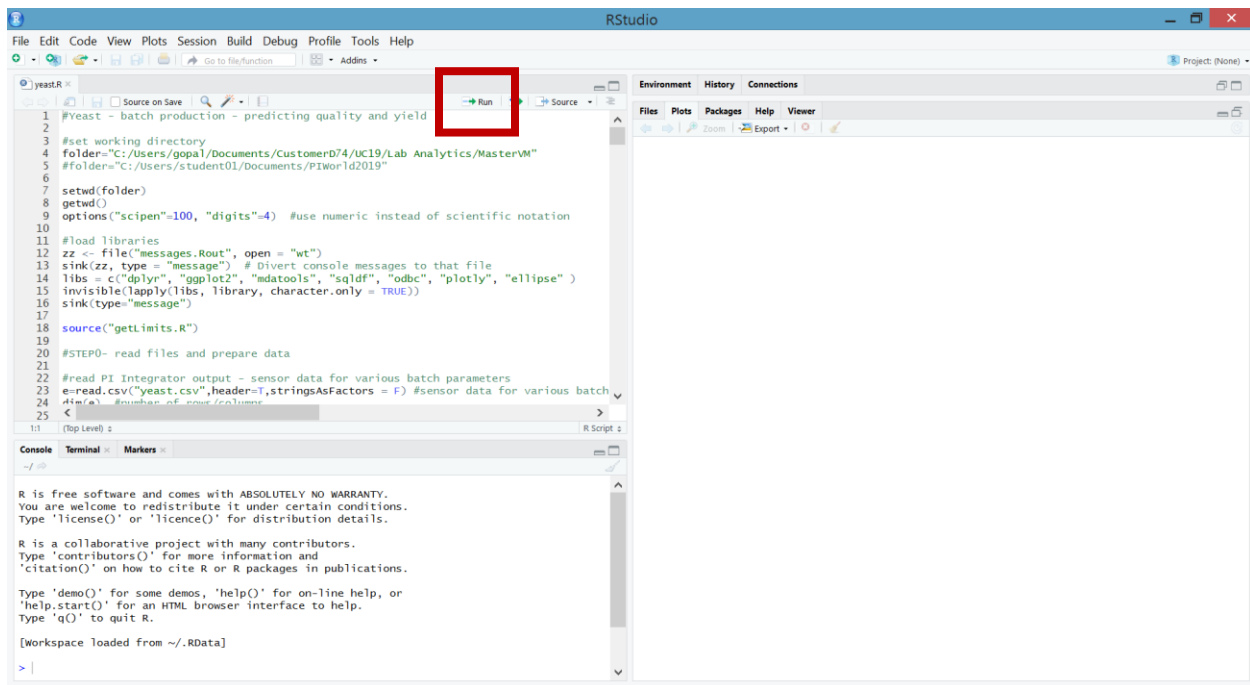 RStudio
File Edit Code View Plots Session Build Debug Profile Tools Help
Go to file/function Addins Project: (None)
yeast.R
Source on Save Run Source
1 #Yeast - batch production - predicting quality and yield
2
3 #set working directory
4 folder="C:/Users/gopal/Documents/CustomerD74/UC19/Lab Analytics/MasterVM"
5 #folder="C:/Users/student01/Documents/PIWorld2019"
6
7 setwd(folder)
8 getwd()
9 options("scipen"=100, "digits"=4) #use numeric instead of scientific notation
10
11 #load libraries
12 zz <- file("messages.Rout", open = "wt")
13 sink(zz, type = "message") # Divert console messages to that file
14 libs = c("dplyr", "ggplot2", "mdatools", "sqldf", "odbc", "plotly", "ellipse" )
15 invisible(lapply(libs, library, character.only = TRUE))
16 sink(type="message")
17
18 source("getLimits.R")
19
20 #STEP0- read files and prepare data
21
22 #read PI Integrator output - sensor data for various batch parameters
23 e=read.csv("yeast.csv",header=T,stringsAsFactors = F) #sensor data for various batch
24 dim(e) #number of rows/columns
25
1:1 (Top Level) R Script
Console Terminal Markers
~/
R is free software and comes with ABSOLUTELY NO WARRANTY.
You are welcome to redistribute it under certain conditions.
Type 'license()' or 'licence()' for distribution details.
R is a collaborative project with many contributors.
Type 'contributors()' for more information and
'citation()' on how to cite R or R packages in publications.
Type 'demo()' for some demos, 'help()' for on-line help, or
'help.start()' for an HTML browser interface to help.
Type 'q()' to quit R.
[Workspace loaded from ~/.RData]
>
Environment History Connections
Files Plots Packages Help Viewer
Zoom Export